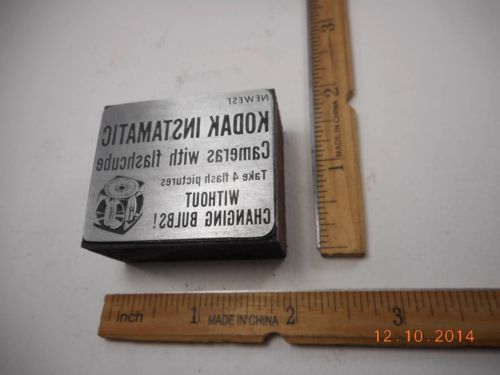 NEWEST
KODAK INSTAMATIC
Cameras with flashcube
Take 4 flash pictures
WITHOUT
CHANGING BULBS!
3
2
MADE IN CHINA
inch 1 MADE IN CHINA 2 3
12.10.2014